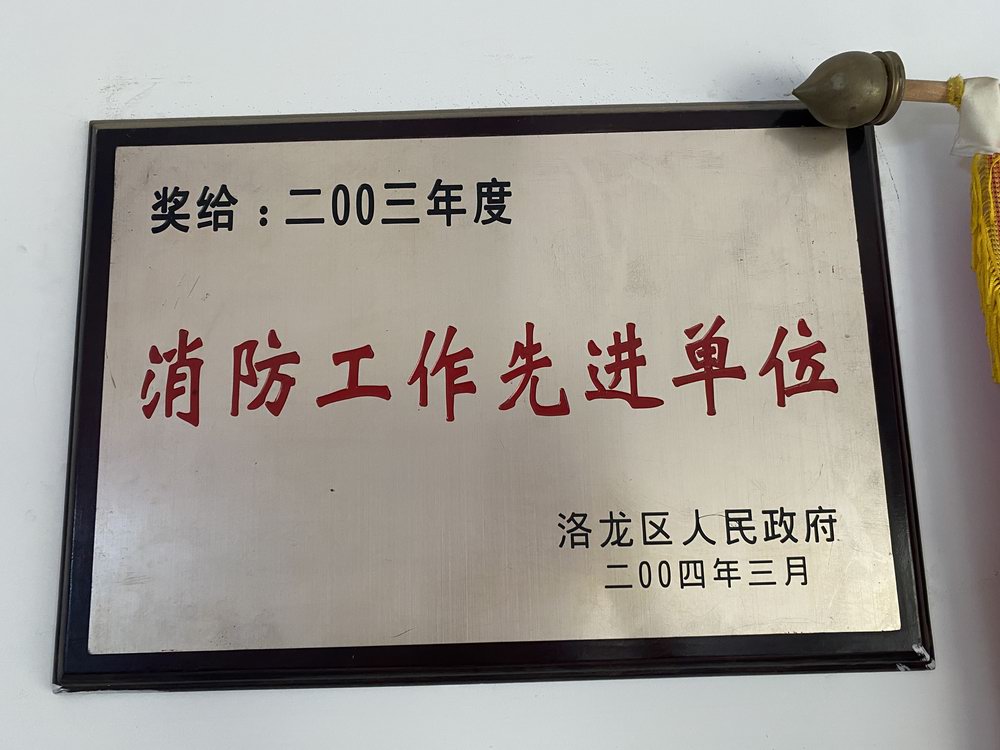 奖给：二00三年度
消防工作先进单位
洛龙区人民政府
二00四年三月